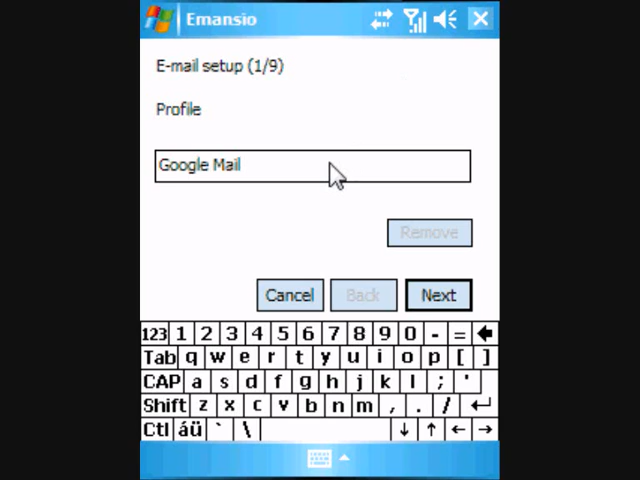 Emansio
E-mail setup (1/9)
Profile
Google Mail
Remove
Cancel Back Next
123 1 2 3 4 5 6 7 8 9 0 - =
Tab q w e r t y u i o p [ ]
CAP a s d f g h j k l ; '
Shift z x c v b n m , . /
Ctl áü ` \